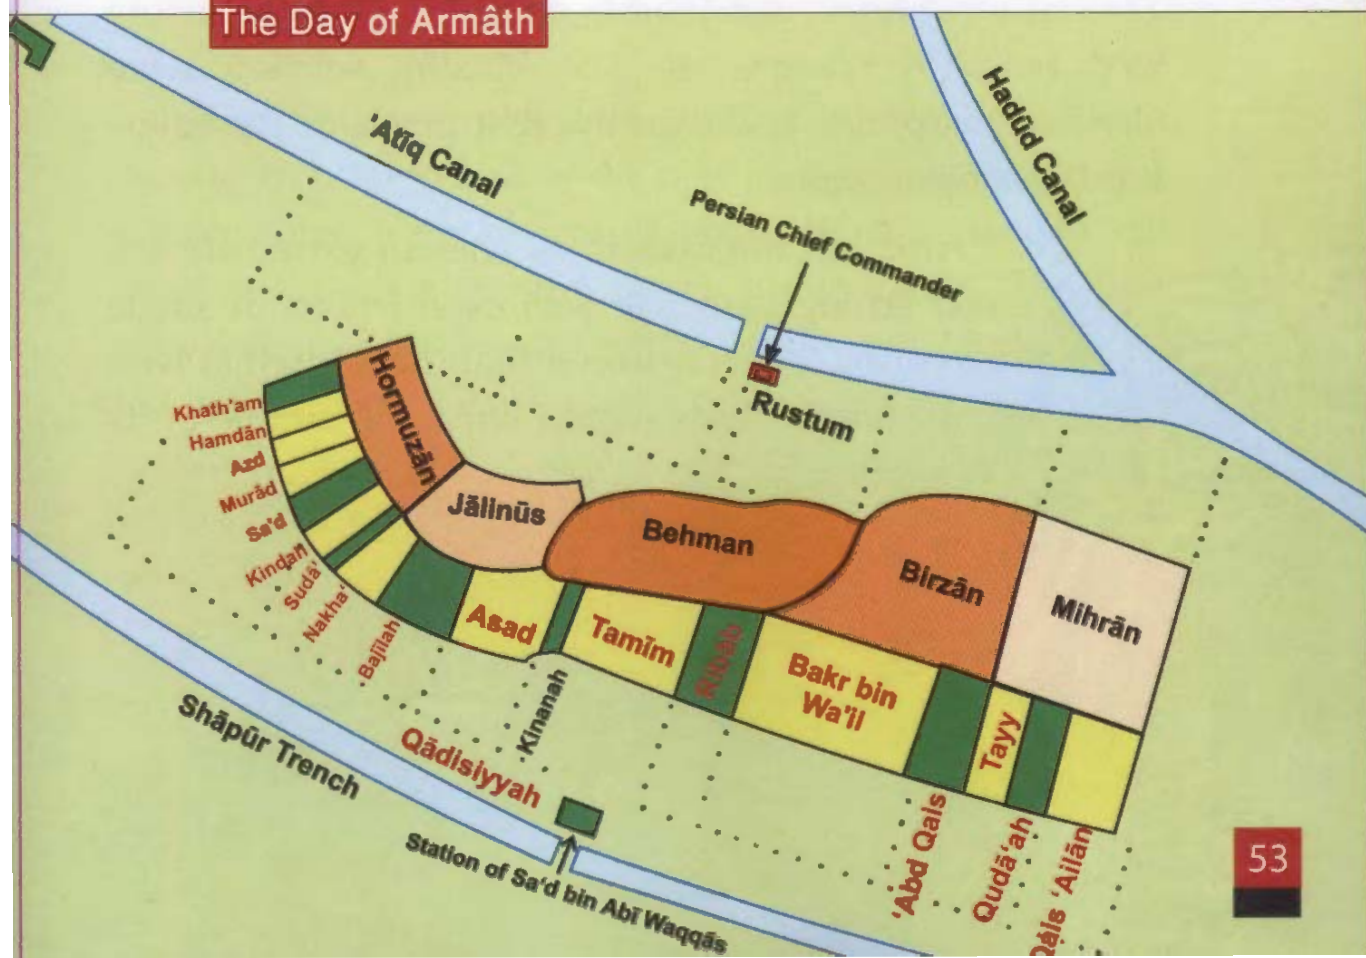 The Day of Armâth
'Atīq Canal
Hadūd Canal
Persian Chief Commander
Rustum
Hormuzān
Jālinūs
Behman
Birzān
Mihrān
Khath'am
Hamdān
Azd
Murād
Sa'd
Kindah
Sudā'
Nakha'
Bajīlah
Asad
Kinanah
Tamīm
Ribāb
Bakr bin
Wa'il
'Abd Qais
Tayy
Qudā'ah
Qais 'Ailān
Qādisiyyah
Shāpūr Trench
Station of Sa'd bin Abī Waqqās
53